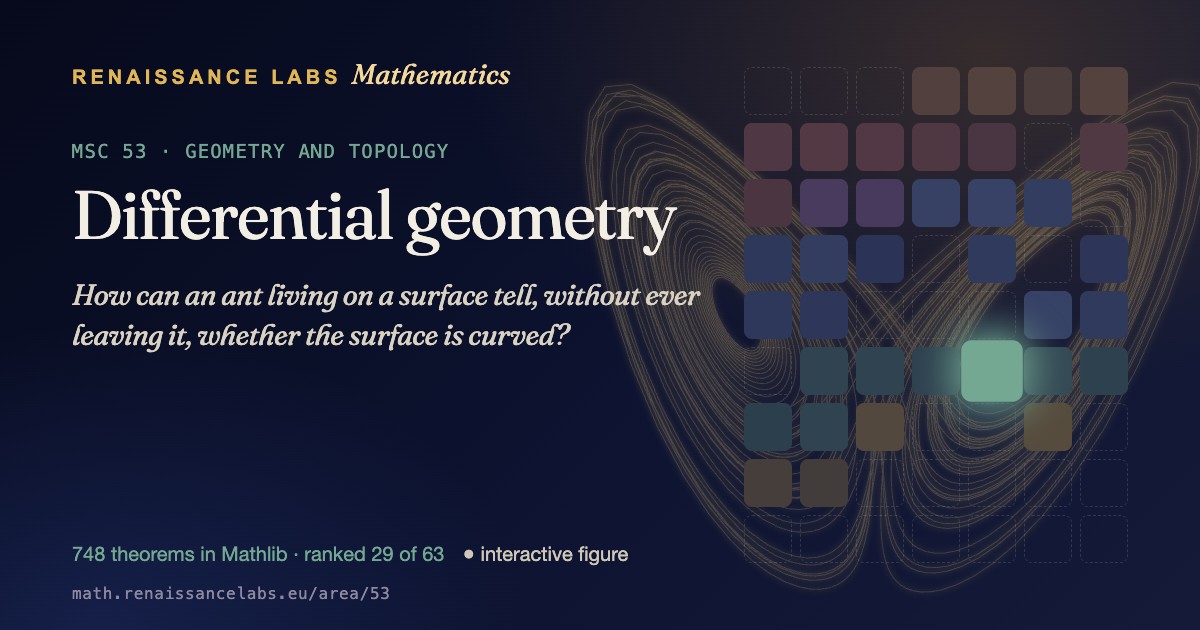 RENAISSANCE LABS Mathematics
MSC 53 · GEOMETRY AND TOPOLOGY
Differential geometry
How can an ant living on a surface tell, without ever
leaving it, whether the surface is curved?
748 theorems in Mathlib · ranked 29 of 63 ● interactive figure
math.renaissancelabs.eu/area/53